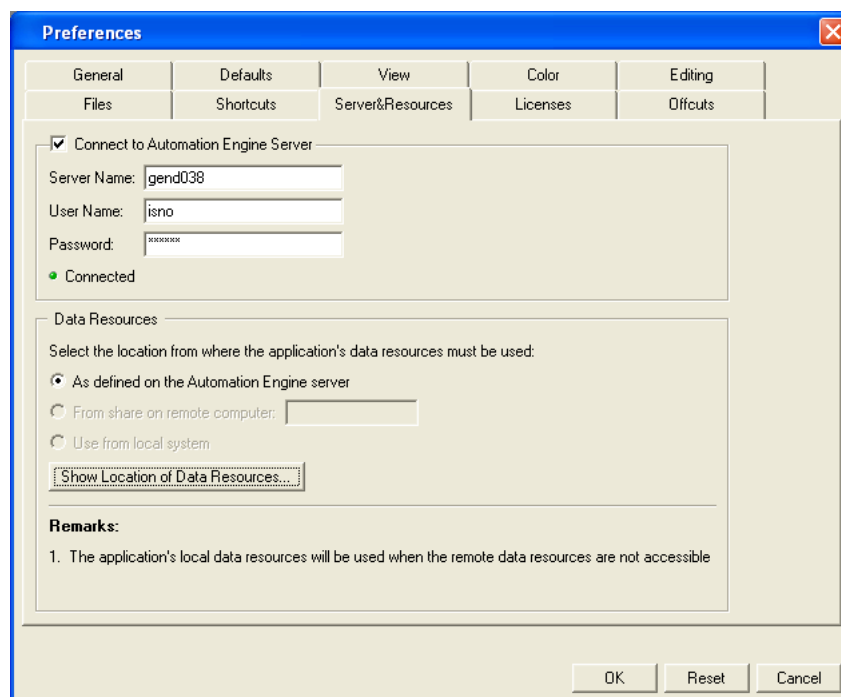 Preferences
General Defaults View Color Editing
Files Shortcuts Server&Resources Licenses Offcuts
Connect to Automation Engine Server
Server Name: gend038
User Name: isno
Password: ******
Connected
Data Resources
Select the location from where the application's data resources must be used:
As defined on the Automation Engine server
From share on remote computer:
Use from local system
Show Location of Data Resources...
Remarks:
1. The application's local data resources will be used when the remote data resources are not accessible
OK Reset Cancel